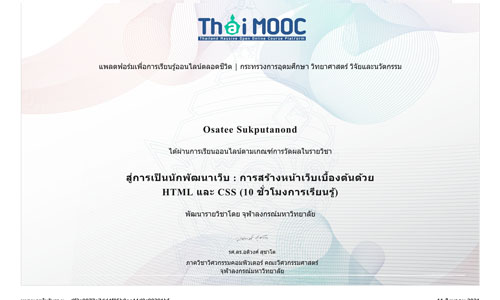 Thai MOOC
Thailand Massive Open Online Course Platform
แพลตฟอร์มเพื่อการเรียนรู้ออนไลน์ตลอดชีวิต | กระทรวงการอุดมศึกษา วิทยาศาสตร์ วิจัยและนวัตกรรม
Osatee Sukputanond
ได้ผ่านการเรียนออนไลน์ตามเกณฑ์การวัดผลในรายวิชา
สู่การเป็นนักพัฒนาเว็บ : การสร้างหน้าเว็บเบื้องต้นด้วย
HTML และ CSS (10 ชั่วโมงการเรียนรู้)
พัฒนารายวิชาโดย จุฬาลงกรณ์มหาวิทยาลัย
ภาควิชาวิศวกรรมคอมพิวเตอร์ คณะวิศวกรรมศาสตร์
จุฬาลงกรณ์มหาวิทยาลัย